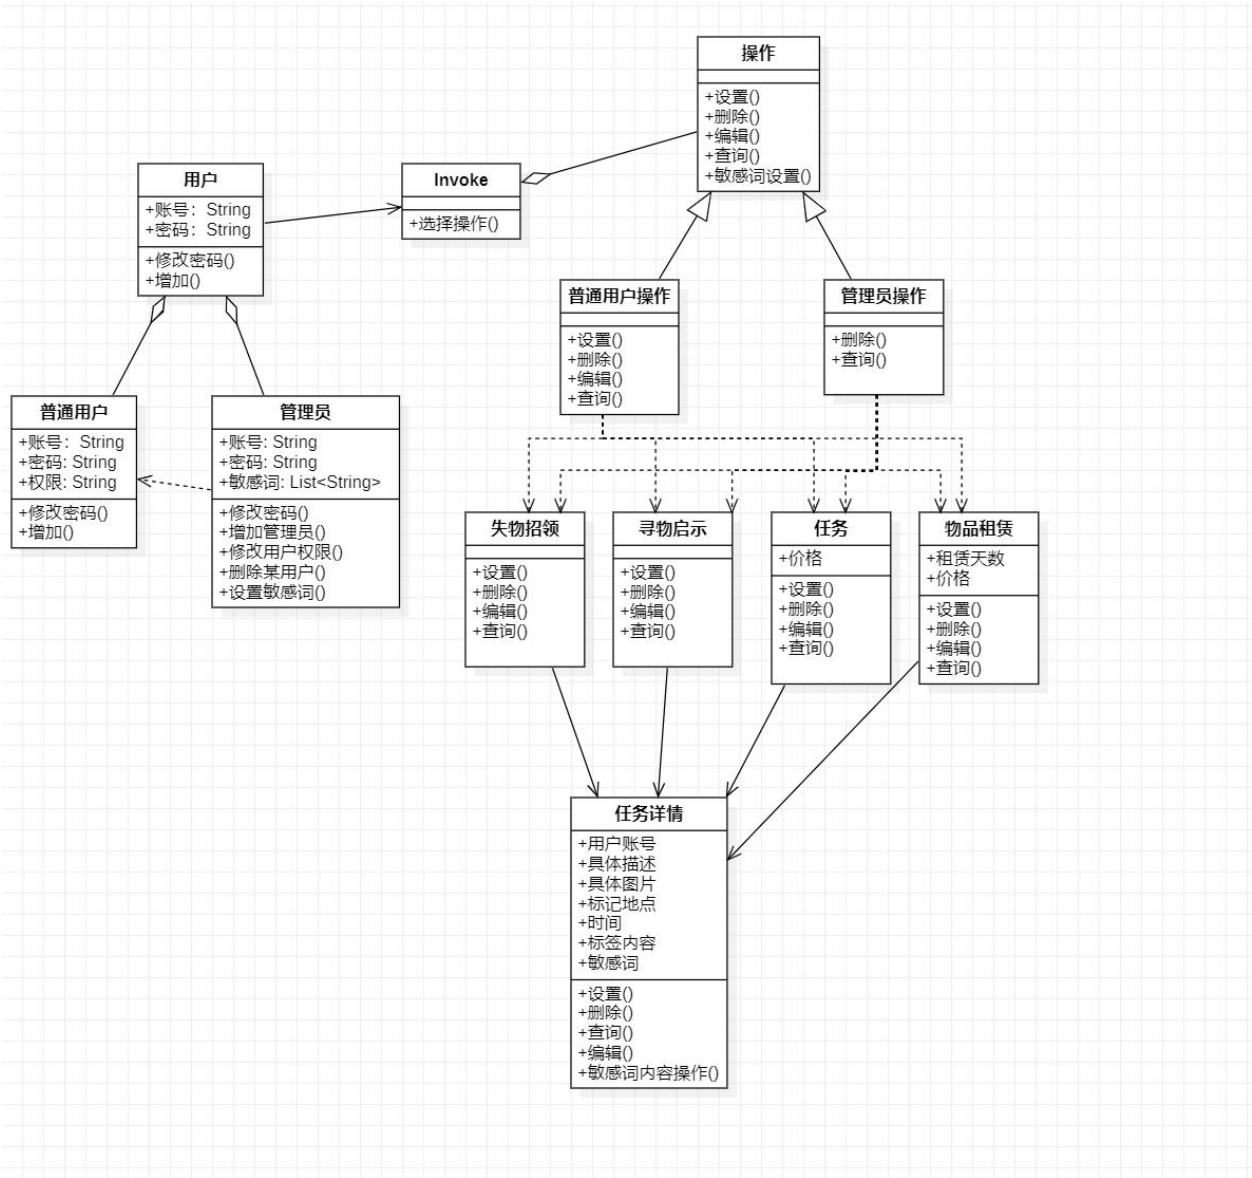 操作
+设置()
+删除()
+编辑()
+查询()
+敏感词设置()
用户
+账号：String
+密码：String
+修改密码()
+增加()
Invoke
+选择操作()
普通用户操作
+设置()
+删除()
+编辑()
+查询()
管理员操作
+删除()
+查询()
普通用户
+账号：String
+密码: String
+权限: String
+修改密码()
+增加()
管理员
+账号: String
+密码: String
+敏感词: List<String>
+修改密码()
+增加管理员()
+修改用户权限()
+删除某用户()
+设置敏感词()
失物招领
+设置()
+删除()
+编辑()
+查询()
寻物启示
+设置()
+删除()
+编辑()
+查询()
任务
+价格
+设置()
+删除()
+编辑()
+查询()
物品租赁
+租赁天数
+价格
+设置()
+删除()
+编辑()
+查询()
任务详情
+用户账号
+具体描述
+具体图片
+标记地点
+时间
+标签内容
+敏感词
+设置()
+删除()
+查询()
+编辑()
+敏感词内容操作()